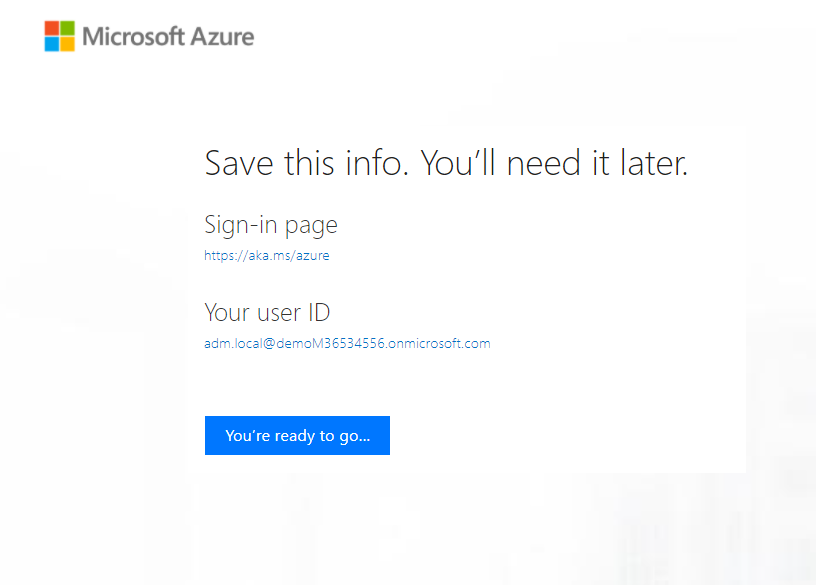 Microsoft Azure
Save this info. You’ll need it later.
Sign-in page
https://aka.ms/azure
Your user ID
adm.local@demoM36534556.onmicrosoft.com
You’re ready to go...